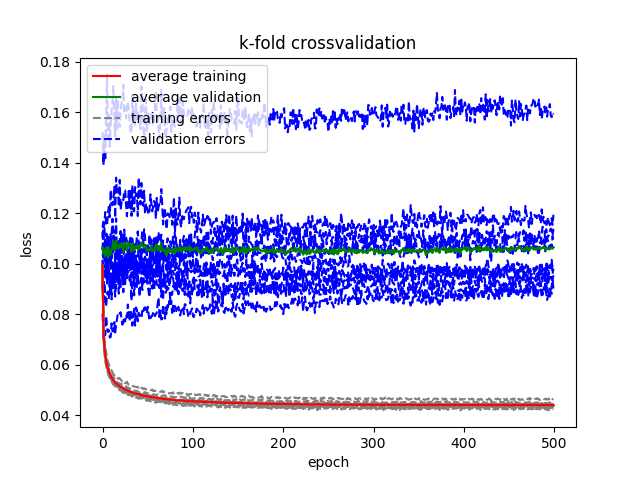 k-fold crossvalidation
0.18
0.16
0.14
0.12
0.10
0.08
0.06
0.04
loss
average training
average validation
training errors
validation errors
0 100 200 300 400 500
epoch